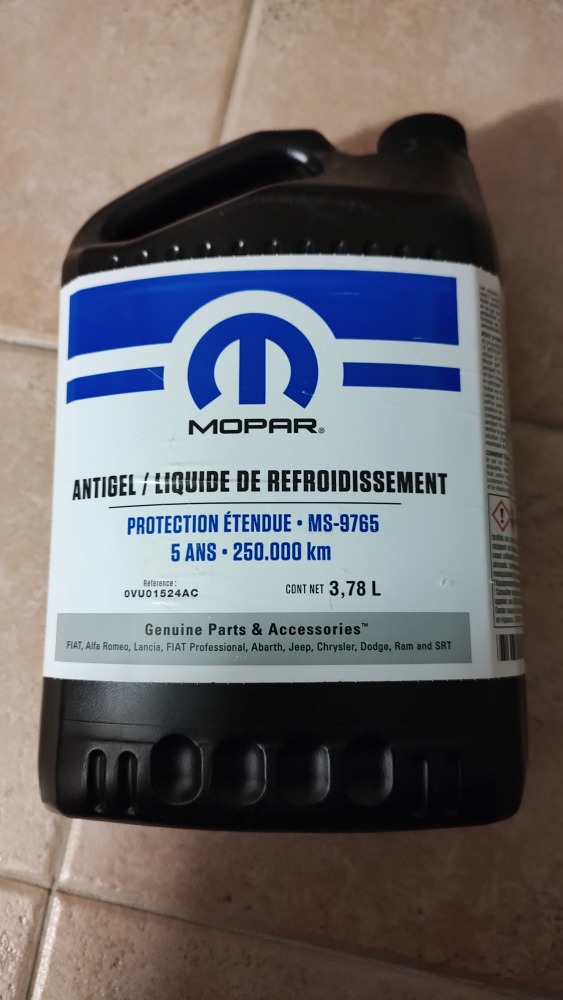 MOPAR®
ANTIGEL / LIQUIDE DE REFROIDISSEMENT
PROTECTION ÉTENDUE • MS-9765
5 ANS • 250.000 km
Référence :
0VU01524AC
CONT NET 3,78 L
Genuine Parts & Accessories™
FIAT, Alfa Romeo, Lancia, FIAT Professional, Abarth, Jeep, Chrysler, Dodge, Ram and SRT